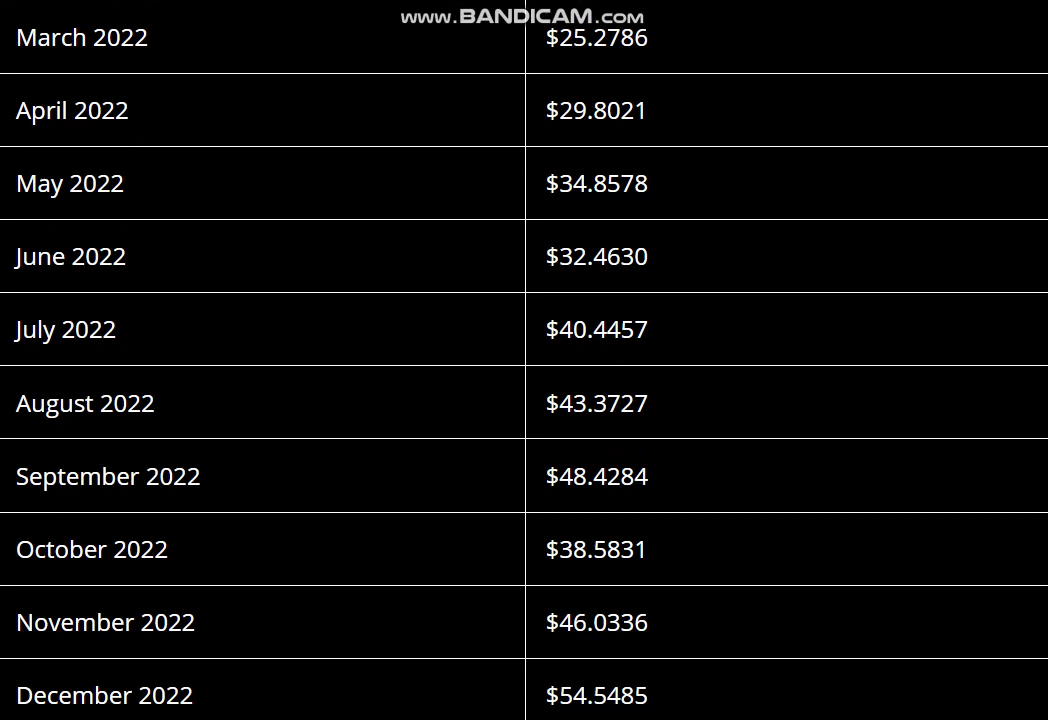 www.BANDICAM.com
March 2022 $25.2786
April 2022 $29.8021
May 2022 $34.8578
June 2022 $32.4630
July 2022 $40.4457
August 2022 $43.3727
September 2022 $48.4284
October 2022 $38.5831
November 2022 $46.0336
December 2022 $54.5485